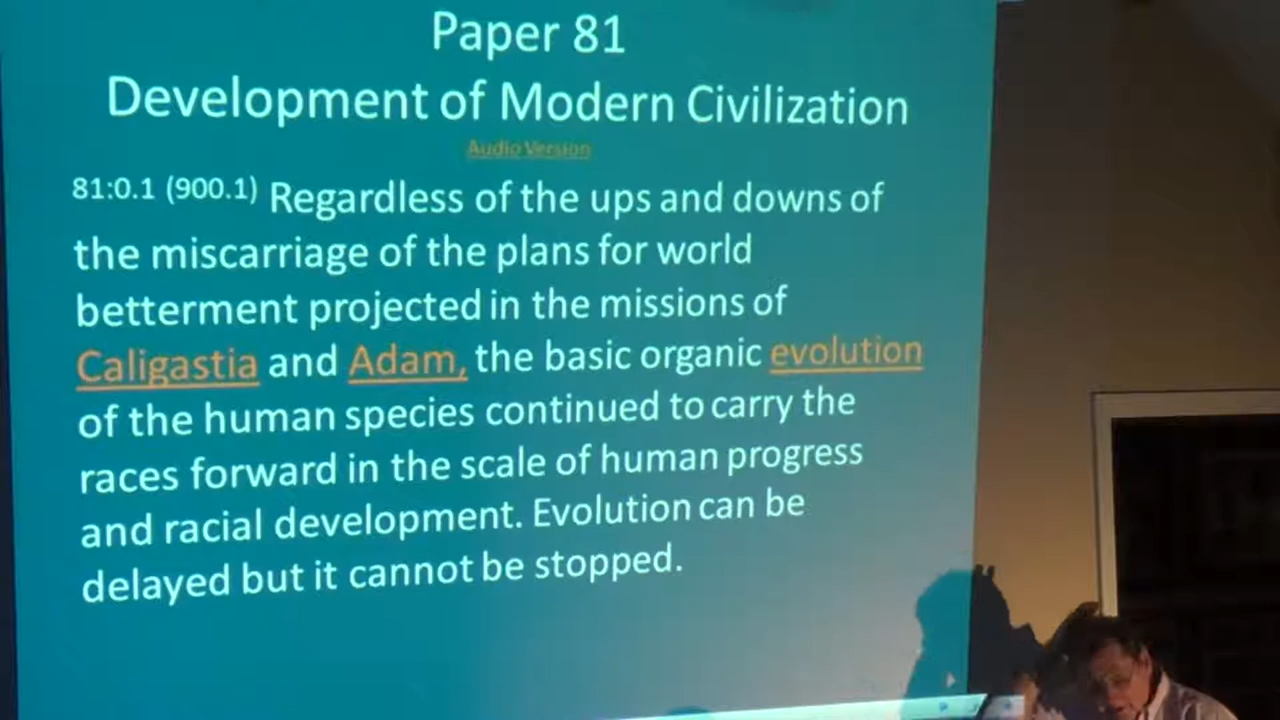 Paper 81
Development of Modern Civilization
Audio Version
81:0.1 (900.1) Regardless of the ups and downs of
the miscarriage of the plans for world
betterment projected in the missions of
Caligastia and Adam, the basic organic evolution
of the human species continued to carry the
races forward in the scale of human progress
and racial development. Evolution can be
delayed but it cannot be stopped.